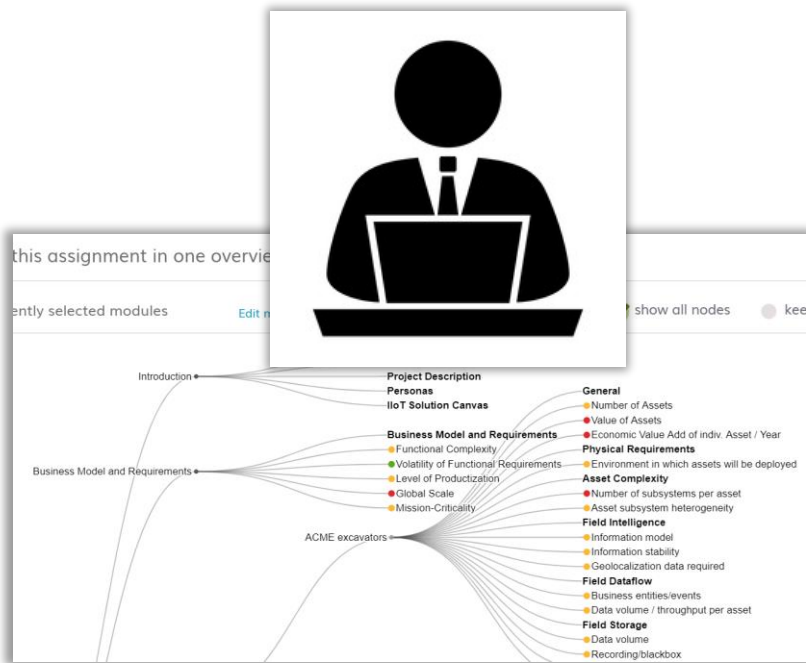 this assignment in one overvie
ently selected modules
Edit
show all nodes
kee
Introduction
Project Description
Personas
IIoT Solution Canvas
Business Model and Requirements
Business Model and Requirements
Functional Complexity
Volatility of Functional Requirements
Level of Productization
Global Scale
Mission-Criticality
ACME excavators
General
Number of Assets
Value of Assets
Economic Value Add of indiv. Asset / Year
Physical Requirements
Environment in which assets will be deployed
Asset Complexity
Number of subsystems per asset
Asset subsystem heterogeneity
Field Intelligence
Information model
Information stability
Geolocalization data required
Field Dataflow
Business entities/events
Data volume / throughput per asset
Field Storage
Data volume
Recording/blackbox